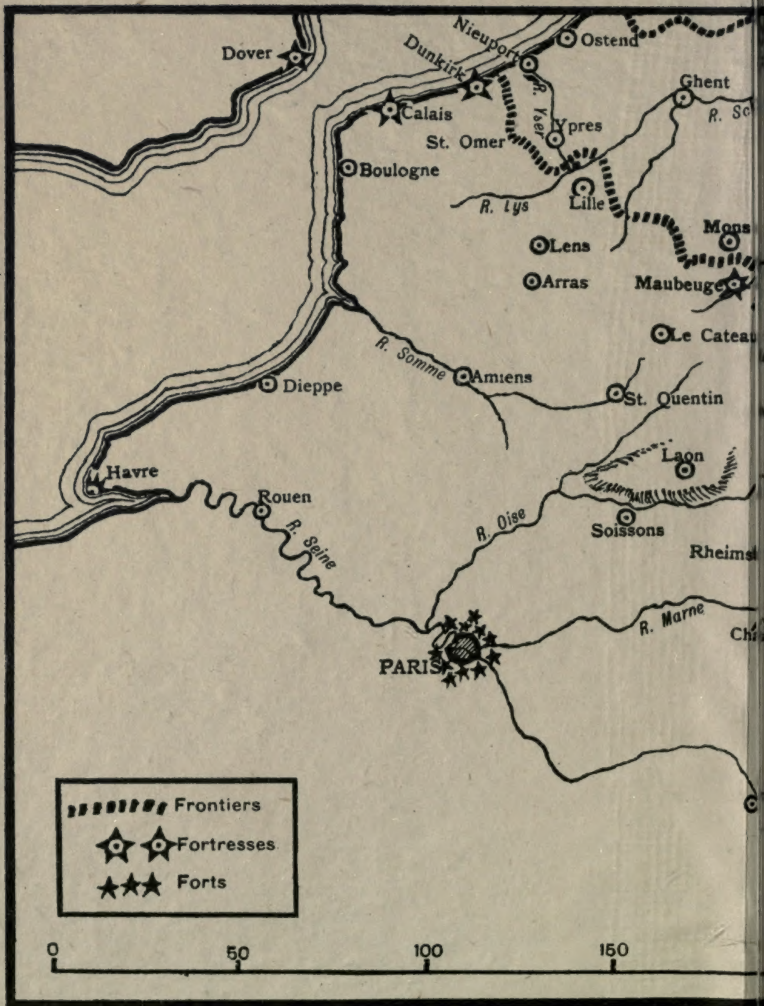 Dover
Nieuport
Ostend
Dunkirk
Ghent
Calais
R. Yser
R. Sc
St. Omer
Ypres
Boulogne
R. Lys
Lille
Lens
Mons
Arras
Maubeuge
Le Cateau
R. Somme
Dieppe
Amiens
St. Quentin
Havre
Laon
Rouen
R. Seine
R. Oise
Soissons
Rheims
R. Marne
Ch
PARIS
Frontiers
Fortresses
Forts
0 50 100 150